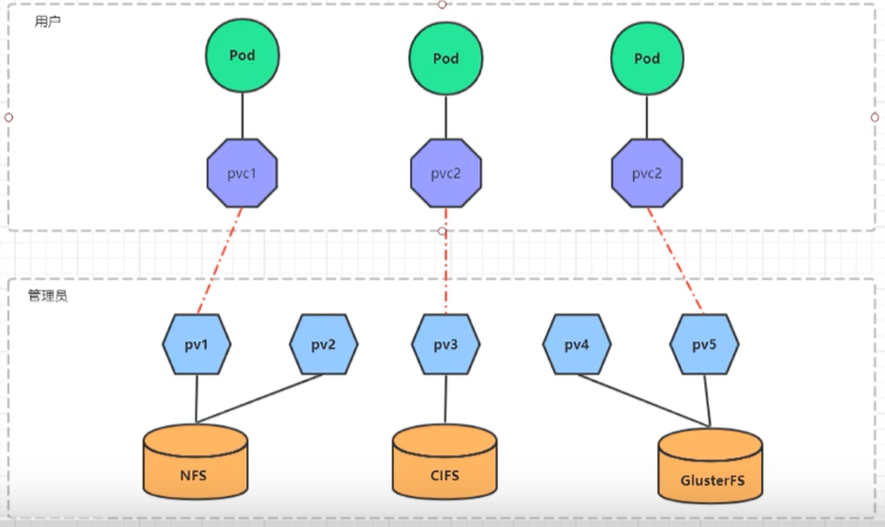 用户
Pod
Pod
Pod
pvc1
pvc2
pvc2
管理员
pv1
pv2
pv3
pv4
pv5
NFS
CIFS
GlusterFS